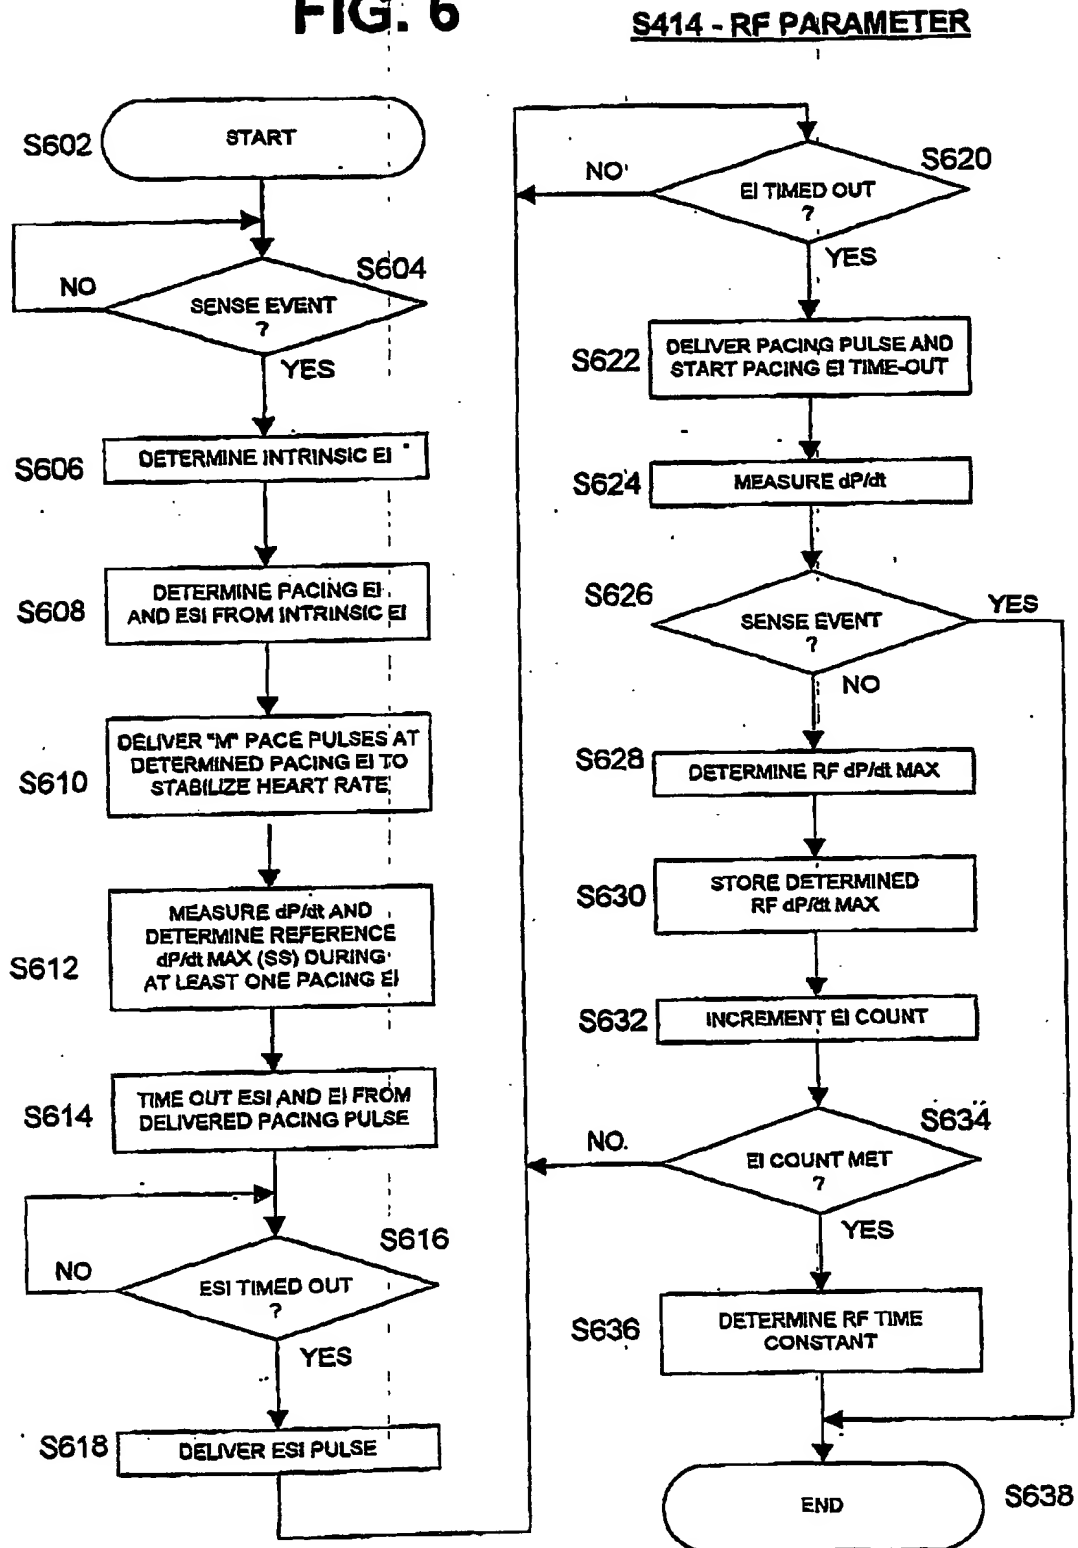 FIG. 6
S414 - RF PARAMETER
S602
START
S604
NO
SENSE EVENT
?
YES
S606
DETERMINE INTRINSIC EI
S608
DETERMINE PACING EI
AND ESI FROM INTRINSIC EI
S610
DELIVER "M" PACE PULSES AT
DETERMINED PACING EI TO
STABILIZE HEART RATE
S612
MEASURE dP/dt AND
DETERMINE REFERENCE
dP/dt MAX (SS) DURING
AT LEAST ONE PACING EI
S614
TIME OUT ESI AND EI FROM
DELIVERED PACING PULSE
S616
NO
ESI TIMED OUT
?
YES
S618
DELIVER ESI PULSE
S620
NO
EI TIMED OUT
?
YES
S622
DELIVER PACING PULSE AND
START PACING EI TIME-OUT
S624
MEASURE dP/dt
S626
YES
SENSE EVENT
?
NO
S628
DETERMINE RF dP/dt MAX
S630
STORE DETERMINED
RF dP/dt MAX
S632
INCREMENT EI COUNT
S634
NO
EI COUNT MET
?
YES
S636
DETERMINE RF TIME
CONSTANT
END
S638